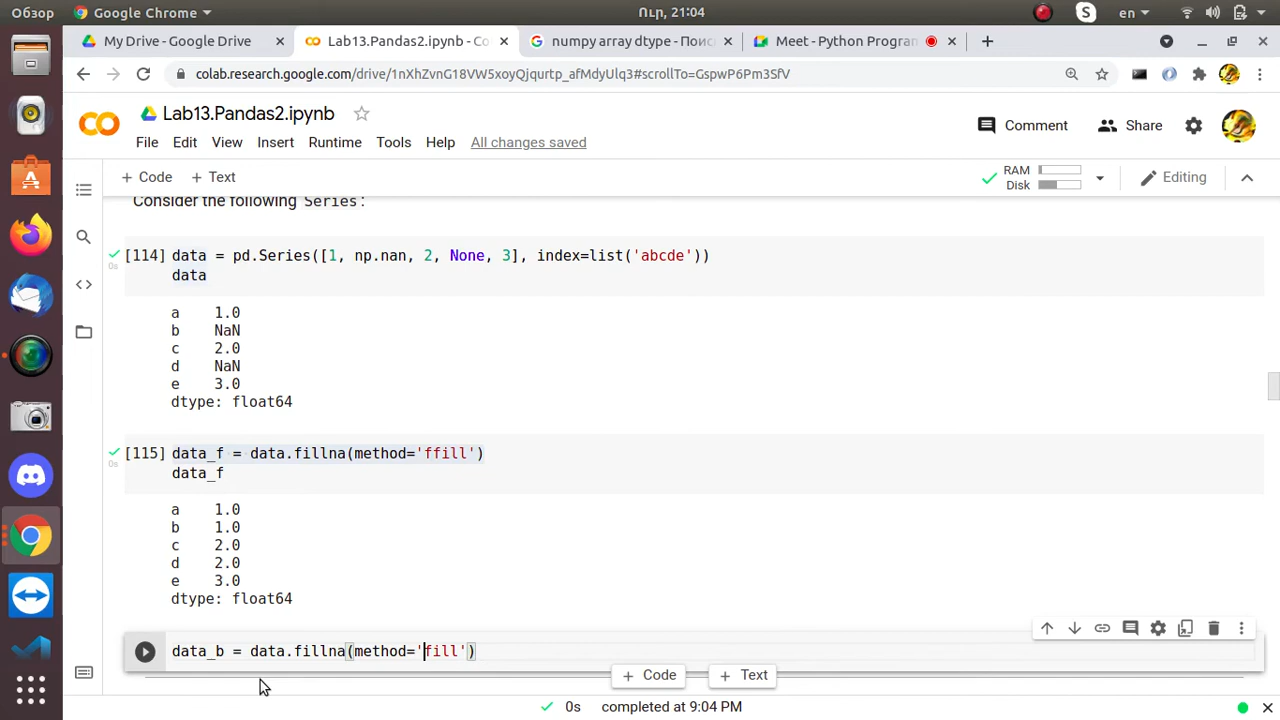 Обзор
Google Chrome
Ուր, 21:04
en
My Drive - Google Drive
Lab13.Pandas2.ipynb - Co
numpy array dtype - Поис
Meet - Python Progran
colab.research.google.com/drive/1nXhZvnG18VW5xoyQjqurtp_afMdyUlq3#scrollTo=GspwP6Pm3SfV
Lab13.Pandas2.ipynb
Comment
Share
File Edit View Insert Runtime Tools Help All changes saved
+ Code + Text
RAM
Disk
Editing
Consider the following Series:
[114] data = pd.Series([1, np.nan, 2, None, 3], index=list('abcde'))
data
0s
a 1.0
b NaN
c 2.0
d NaN
e 3.0
dtype: float64
[115] data_f = data.fillna(method='ffill')
data_f
0s
a 1.0
b 1.0
c 2.0
d 2.0
e 3.0
dtype: float64
data_b = data.fillna(method='fill')
+ Code + Text
0s completed at 9:04 PM